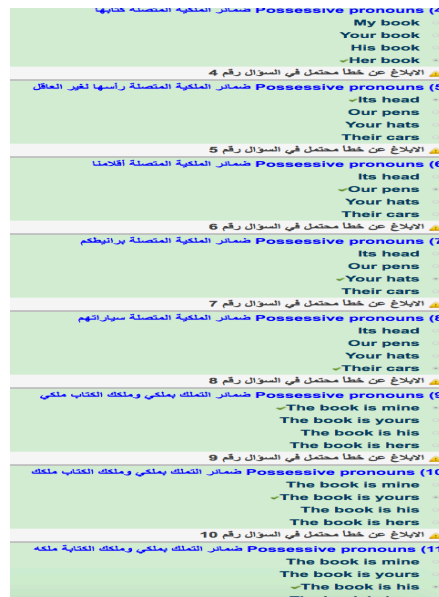 4) Possessive pronouns ضمائر الملكية المتصلة كتابها
My book
Your book
His book
Her book
الابلاغ عن خطأ محتمل في السؤال رقم 4
5) Possessive pronouns ضمائر الملكية المتصلة رأسها لغير العاقل
Its head
Our pens
Your hats
Their cars
الابلاغ عن خطأ محتمل في السؤال رقم 5
6) Possessive pronouns ضمائر الملكية المتصلة أقلامنا
Its head
Our pens
Your hats
Their cars
الابلاغ عن خطأ محتمل في السؤال رقم 6
7) Possessive pronouns ضمائر الملكية المتصلة برانيطكم
Its head
Our pens
Your hats
Their cars
الابلاغ عن خطأ محتمل في السؤال رقم 7
8) Possessive pronouns ضمائر الملكية المتصلة سياراتهم
Its head
Our pens
Your hats
Their cars
الابلاغ عن خطأ محتمل في السؤال رقم 8
9) Possessive pronouns ضمائر التملك بملكي وملكك الكتاب ملكي
The book is mine
The book is yours
The book is his
The book is hers
الابلاغ عن خطأ محتمل في السؤال رقم 9
10) Possessive pronouns ضمائر التملك بملكي وملكك الكتاب ملكك
The book is mine
The book is yours
The book is his
The book is hers
الابلاغ عن خطأ محتمل في السؤال رقم 10
11) Possessive pronouns ضمائر التملك بملكي وملكك الكتابة ملكه
The book is mine
The book is yours
The book is his